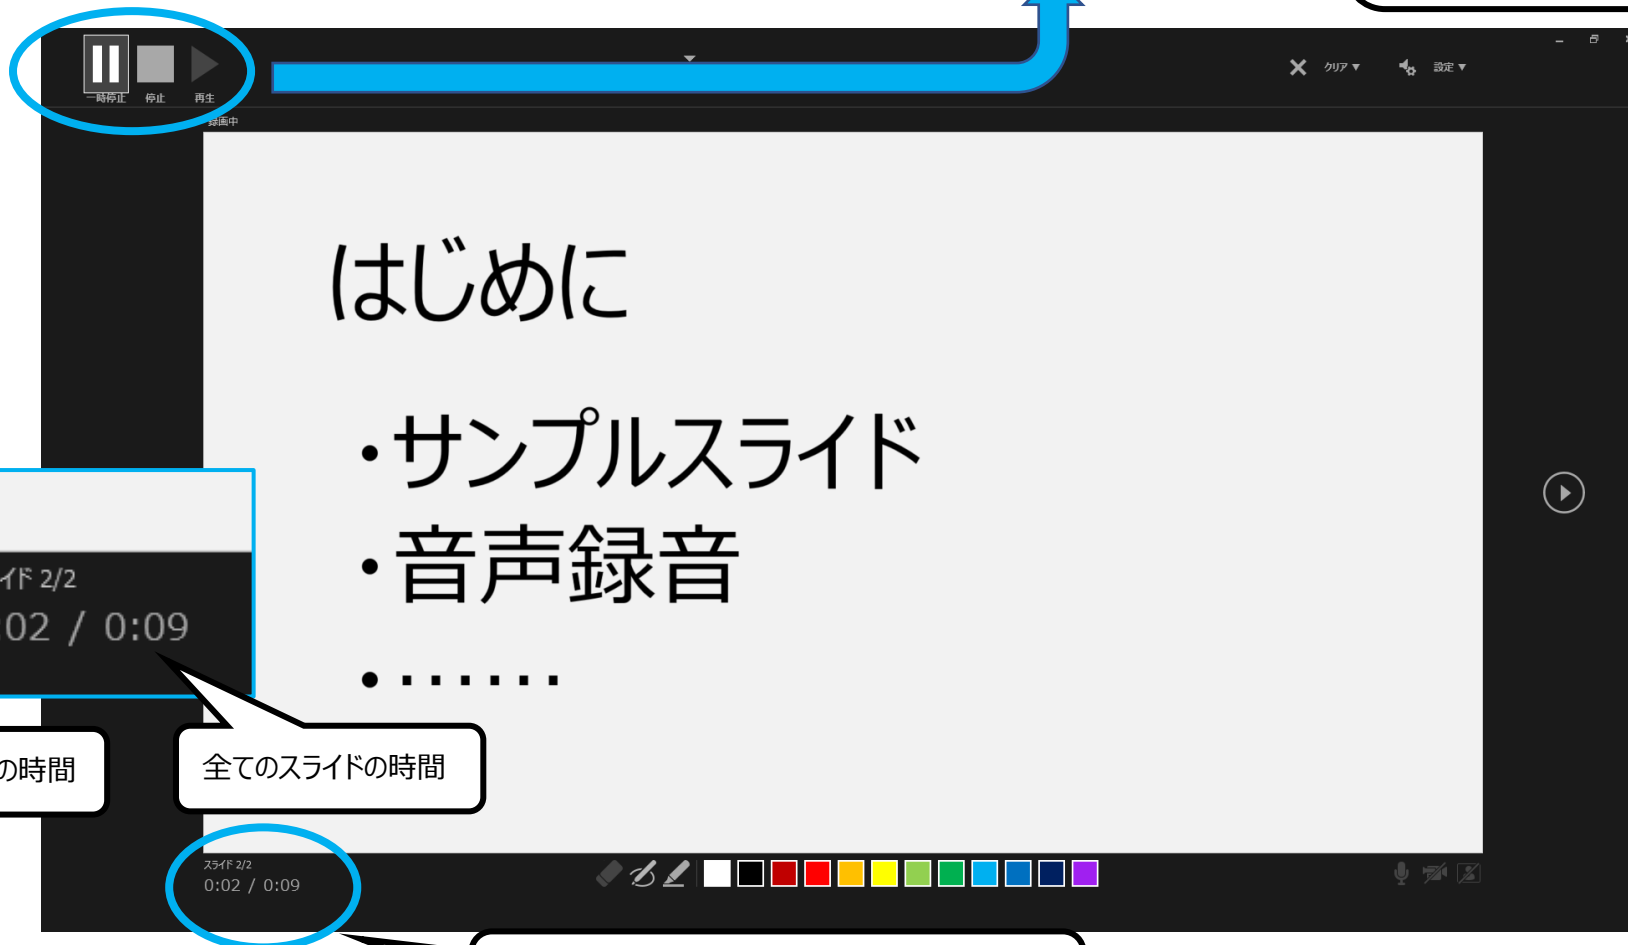 一時停止 停止 再生
クリア▼ 設定▼
録画中
はじめに
・サンプルスライド
・音声録音
・・・・・・・
イド 2/2
02 / 0:09
の時間
全てのスライドの時間
スライド 2/2
0:02 / 0:09